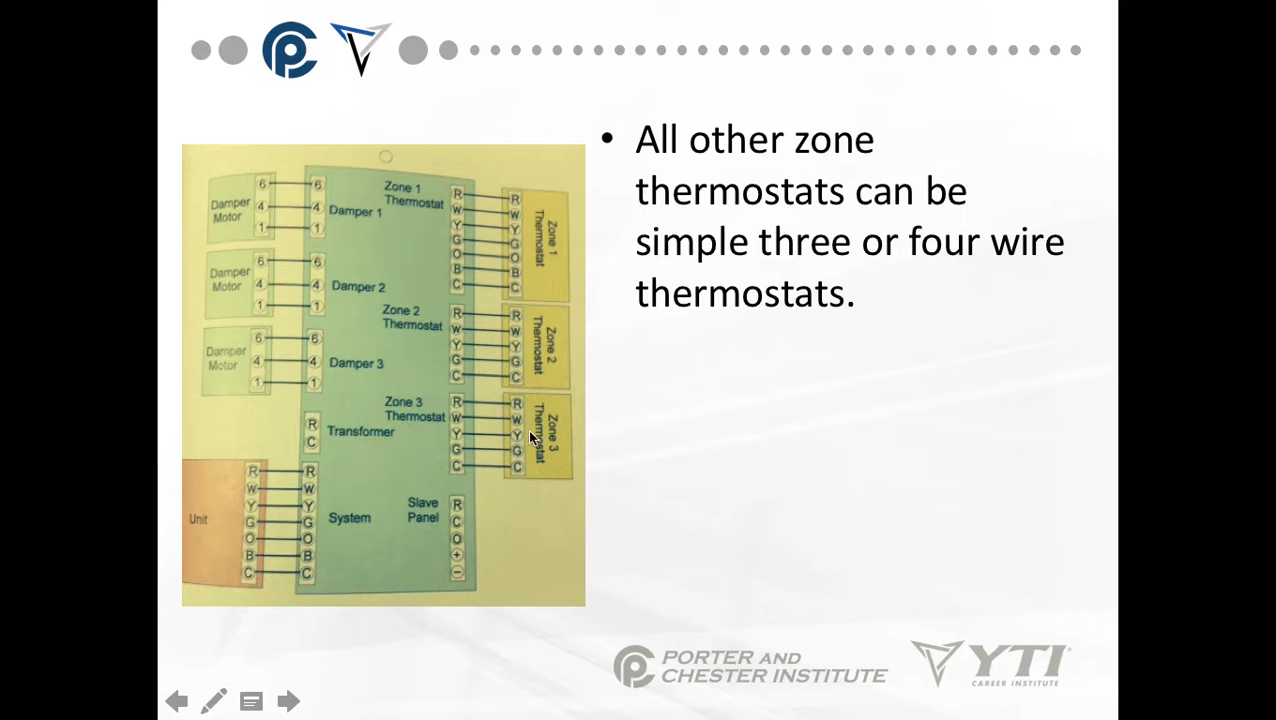 • All other zone
thermostats can be
simple three or four wire
thermostats.
Damper
Motor
6
4
1
6
4
1
Damper 1
Damper
Motor
6
4
1
6
4
1
Damper 2
Damper
Motor
6
4
1
6
4
1
Damper 3
R
C
Transformer
Unit
R
W
Y
G
O
B
C
R
W
Y
G
O
B
C
System
Zone 1
Thermostat
R
W
Y
G
O
B
C
R
W
Y
G
O
B
C
Zone 1
Thermostat
Zone 2
Thermostat
R
W
Y
G
C
R
W
Y
G
C
Zone 2
Thermostat
Zone 3
Thermostat
R
W
Y
G
C
R
W
Y
G
C
Zone 3
Thermostat
Slave
Panel
R
C
O
+
−
PORTER AND
CHESTER INSTITUTE
YTI
CAREER INSTITUTE